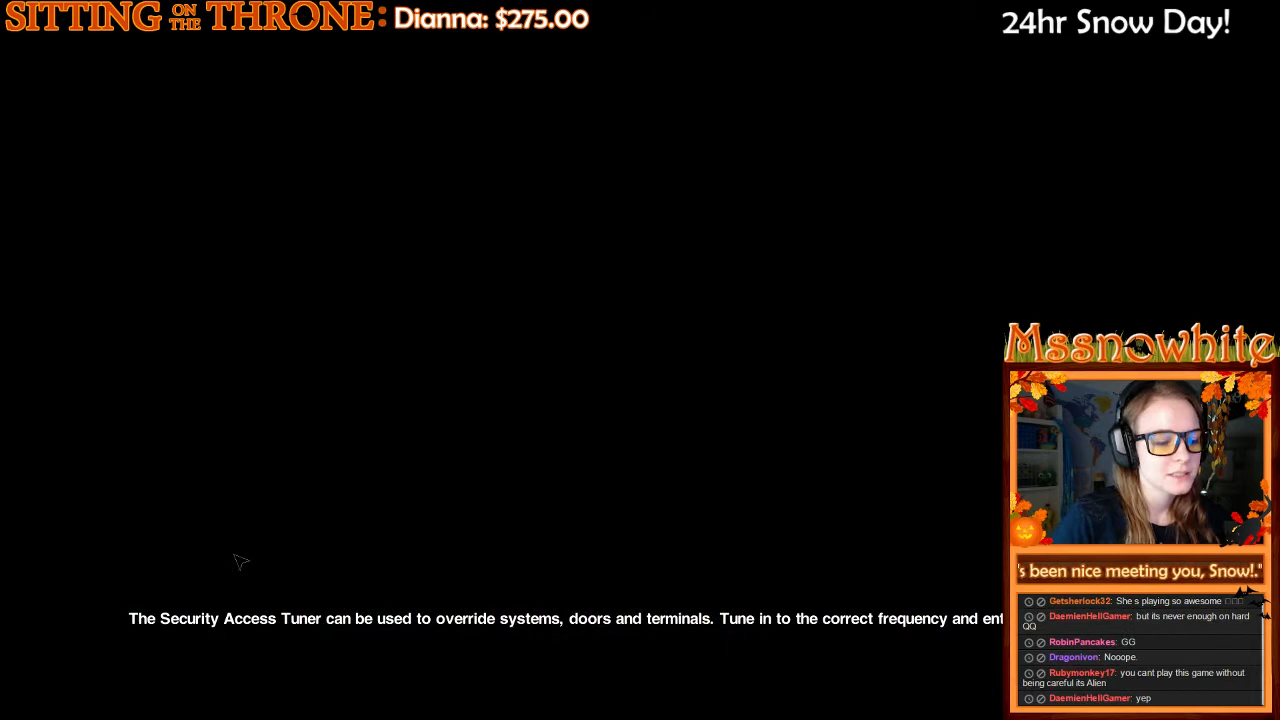 SITTING ON THE THRONE: Dianna: $275.00
24hr Snow Day!
The Security Access Tuner can be used to override systems, doors and terminals. Tune in to the correct frequency and ent
Mssnowhite
's been nice meeting you, Snow!."
Getsherlock32: She s playing so awesome
DaemienHellGamer: but its never enough on hard
QQ
RobinPancakes: GG
Dragonivon: Nooope.
Rubymonkey17: you cant play this game without
being careful its Alien
DaemienHellGamer: yep